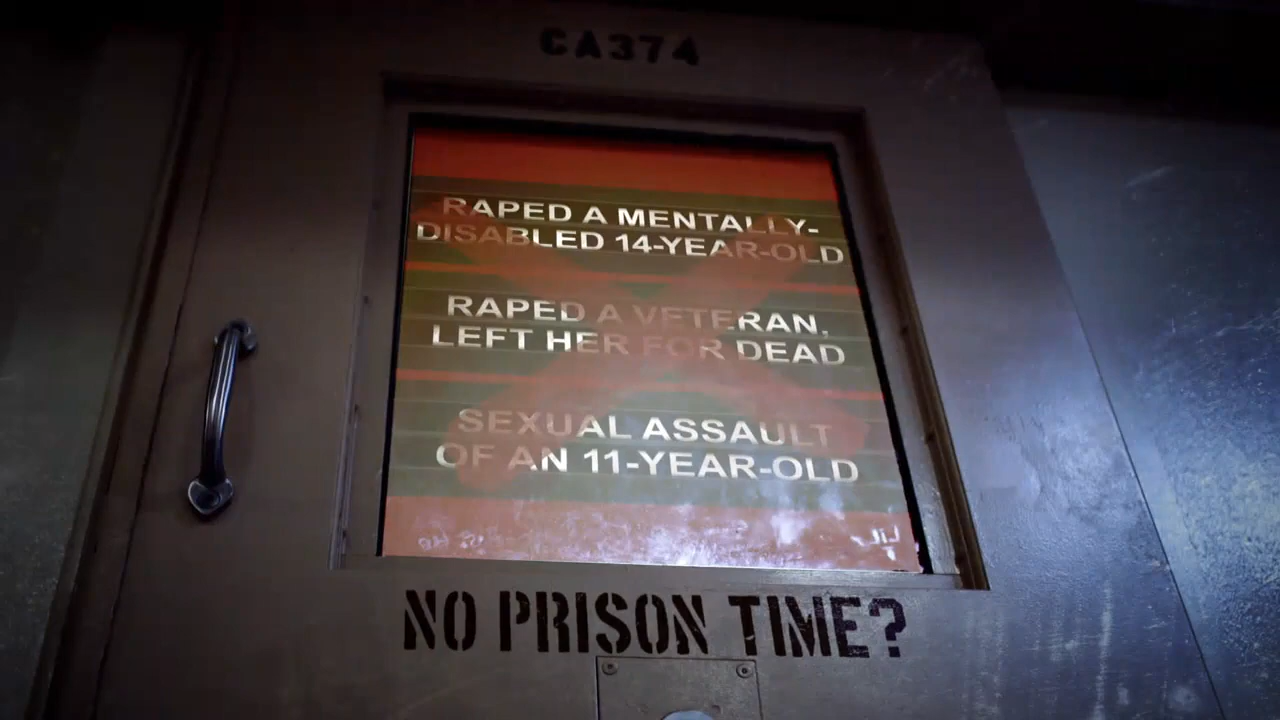 CA374
RAPED A MENTALLY-
DISABLED 14-YEAR-OLD
RAPED A VETERAN,
LEFT HER FOR DEAD
SEXUAL ASSAULT
OF AN 11-YEAR-OLD
NO PRISON TIME?